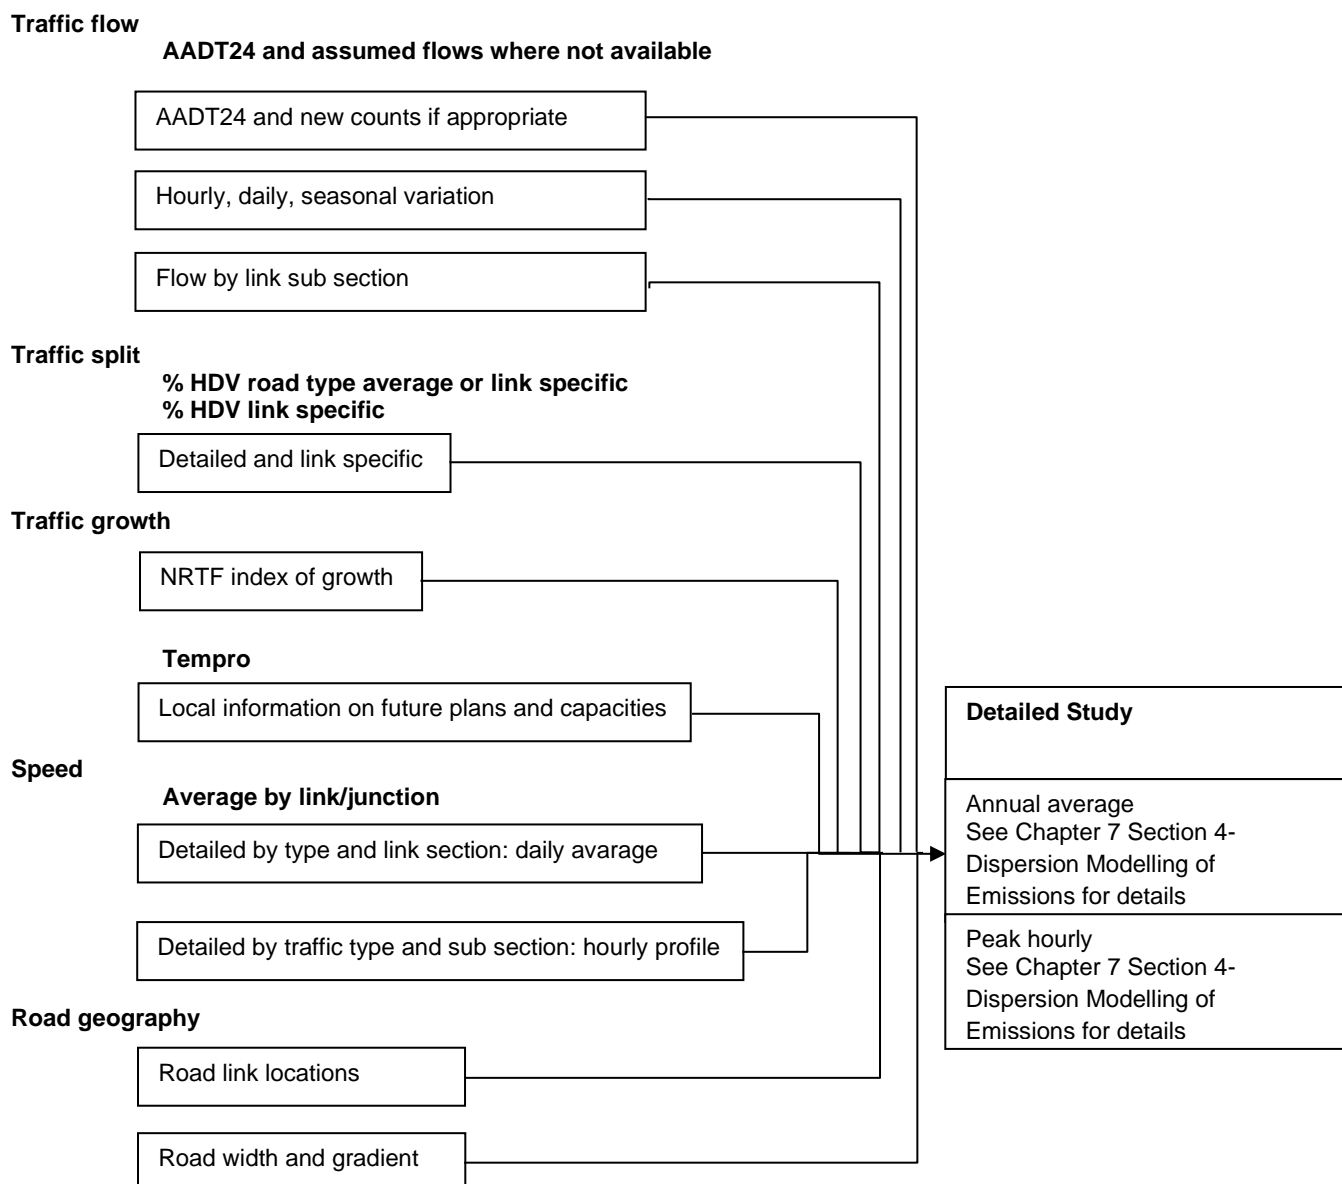 Traffic flow
AADT24 and assumed flows where not available
AADT24 and new counts if appropriate
Hourly, daily, seasonal variation
Flow by link sub section
Traffic split
% HDV road type average or link specific
% HDV link specific
Detailed and link specific
Traffic growth
NRTF index of growth
Tempro
Local information on future plans and capacities
Speed
Average by link/junction
Detailed by type and link section: daily avarage
Detailed by traffic type and sub section: hourly profile
Road geography
Road link locations
Road width and gradient
Detailed Study
Annual average
See Chapter 7 Section 4-
Dispersion Modelling of
Emissions for details
Peak hourly
See Chapter 7 Section 4-
Dispersion Modelling of
Emissions for details